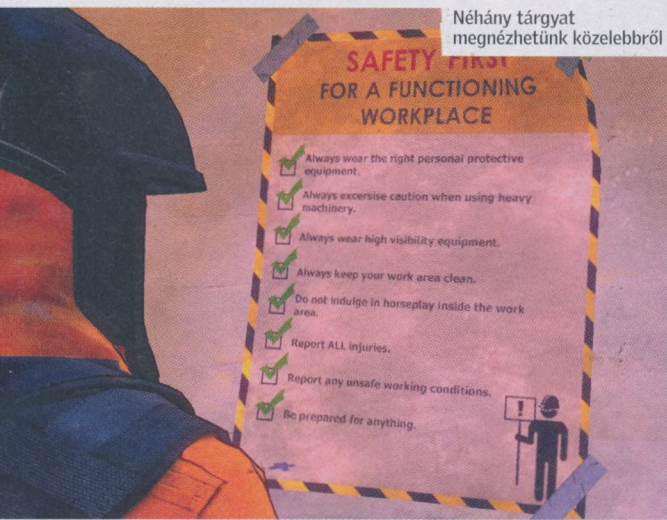 Néhány tárgyat
megnézhetünk közelebbről
SAFETY FIRST
FOR A FUNCTIONING
WORKPLACE
Always wear the right personal protective
equipment.
Always excersise caution when using heavy
machinery.
Always wear high visibility equipment.
Always keep your work area clean.
Do not indulge in horseplay inside the work
area.
Report ALL injuries.
Report any unsafe working conditions.
Be prepared for anything.
!